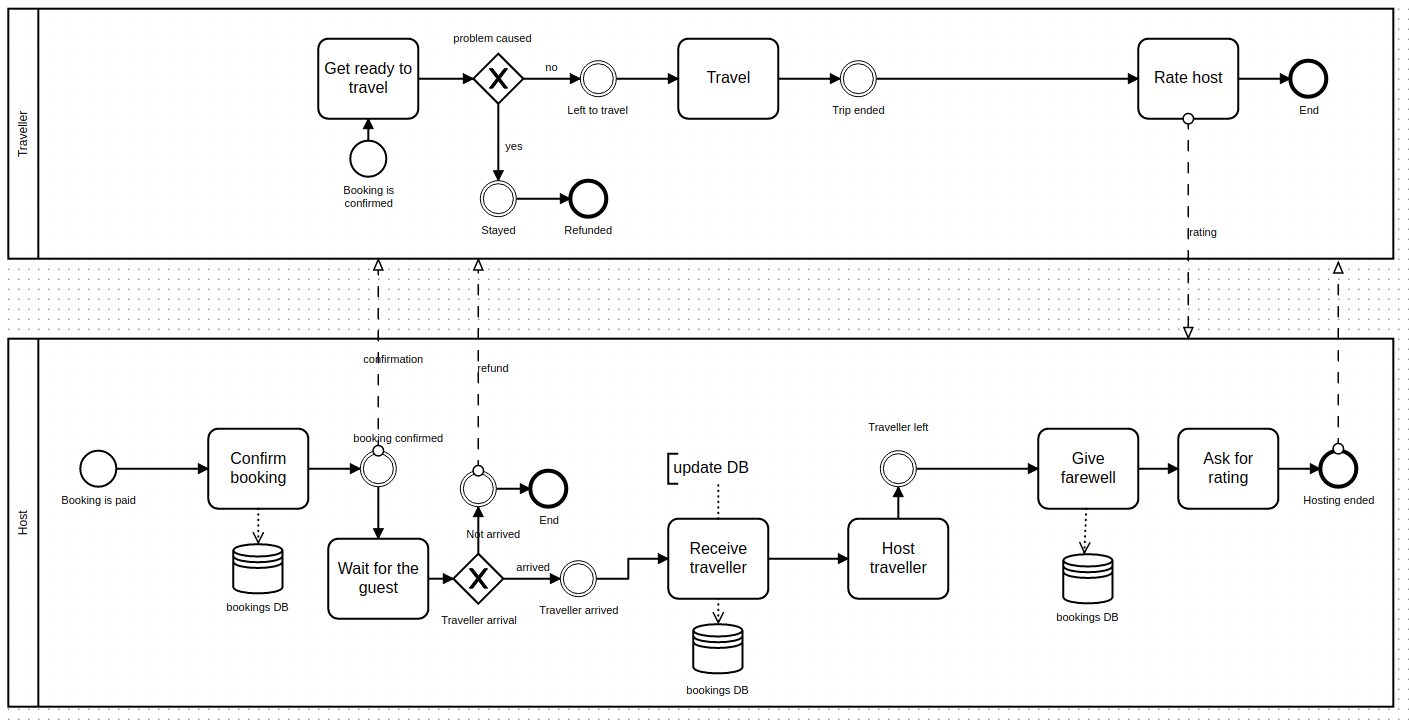 Traveller
problem caused
Get ready to
travel
no
Left to travel
Travel
Trip ended
Rate host
End
yes
Booking is
confirmed
Stayed
Refunded
rating
Host
confirmation
refund
booking confirmed
Traveller left
Booking is paid
Confirm
booking
bookings DB
Wait for the
guest
Not arrived
End
Traveller arrival
arrived
Traveller arrived
update DB
Receive
traveller
bookings DB
Host
traveller
Give
farewell
bookings DB
Ask for
rating
Hosting ended